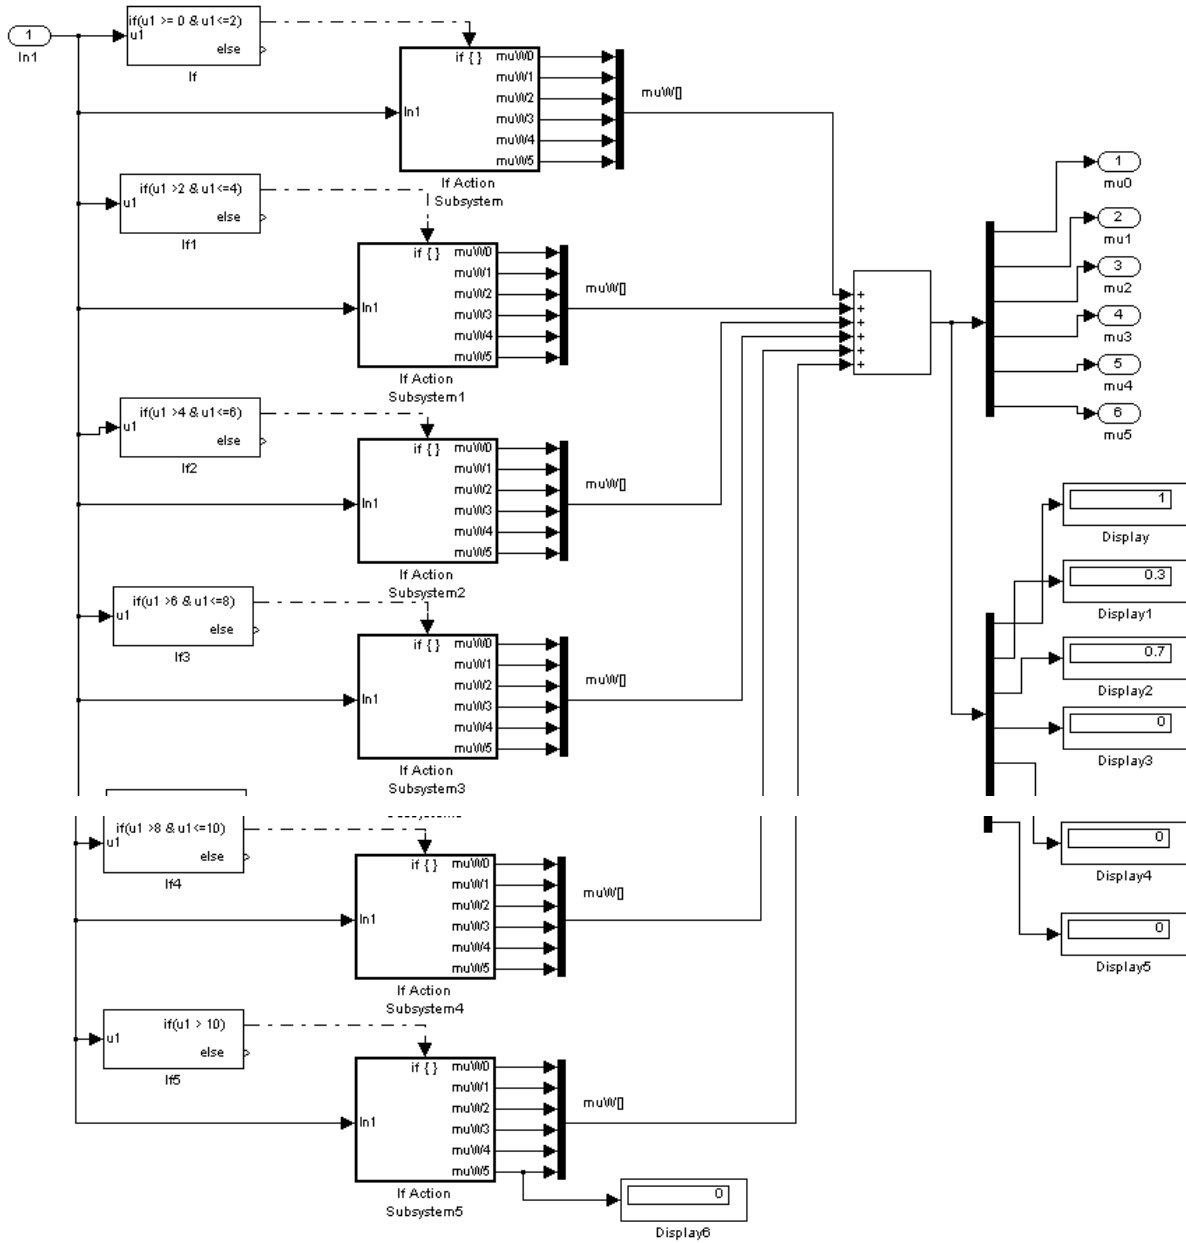 1
In1
if(u1 >= 0 & u1<=2)
u1
else
If
if { }
In1
muW0
muW1
muW2
muW3
muW4
muW5
If Action
Subsystem
muW[]
if(u1 >2 & u1<=4)
u1
else
If1
if { }
In1
muW0
muW1
muW2
muW3
muW4
muW5
If Action
Subsystem1
muW[]
if(u1 >4 & u1<=6)
u1
else
If2
if { }
In1
muW0
muW1
muW2
muW3
muW4
muW5
If Action
Subsystem2
muW[]
if(u1 >6 & u1<=8)
u1
else
If3
if { }
In1
muW0
muW1
muW2
muW3
muW4
muW5
If Action
Subsystem3
muW[]
if(u1 >8 & u1<=10)
u1
else
If4
if { }
In1
muW0
muW1
muW2
muW3
muW4
muW5
If Action
Subsystem4
muW[]
if(u1 > 10)
u1
else
If5
if { }
In1
muW0
muW1
muW2
muW3
muW4
muW5
If Action
Subsystem5
muW[]
0
Display6
+
+
+
+
+
+
1
mu0
2
mu1
3
mu2
4
mu3
5
mu4
6
mu5
1
Display
0.3
Display1
0.7
Display2
0
Display3
0
Display4
0
Display5